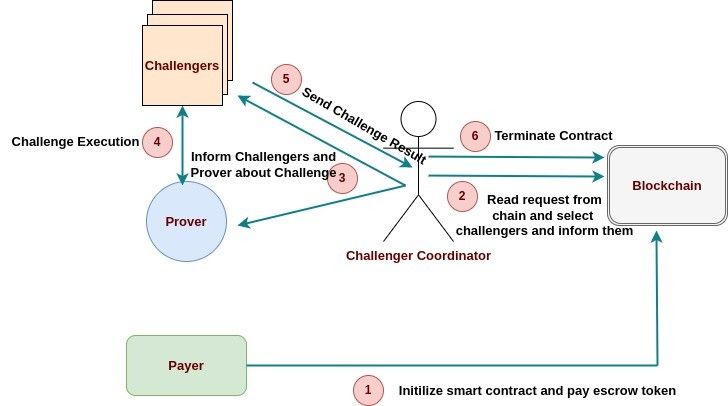 Challengers
5
Send Challenge Result
6
Terminate Contract
Challenge Execution
4
Inform Challengers and
Prover about Challenge
3
Blockchain
2
Read request from
chain and select
challengers and inform them
Prover
Challenger Coordinator
Payer
1
Initilize smart contract and pay escrow token